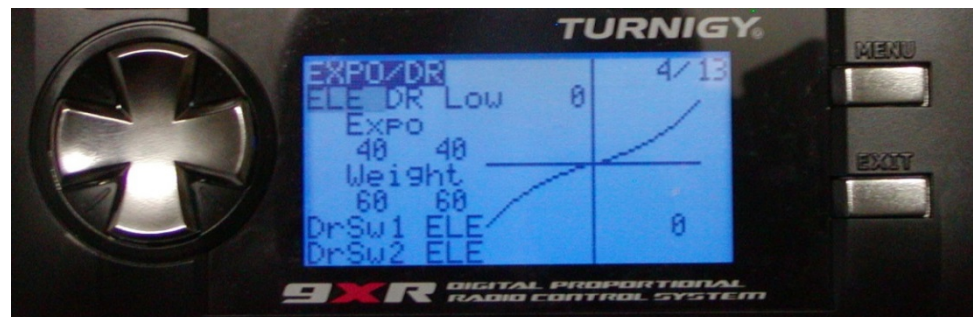 TURNIGY
MENU
EXPO/DR 4/13
ELE DR Low 0
Expo
40 40
EXIT
Weight
60 60
DrSw1 ELE 0
DrSw2 ELE
9XR DIGITAL PROPORTIONAL
RADIO CONTROL SYSTEM